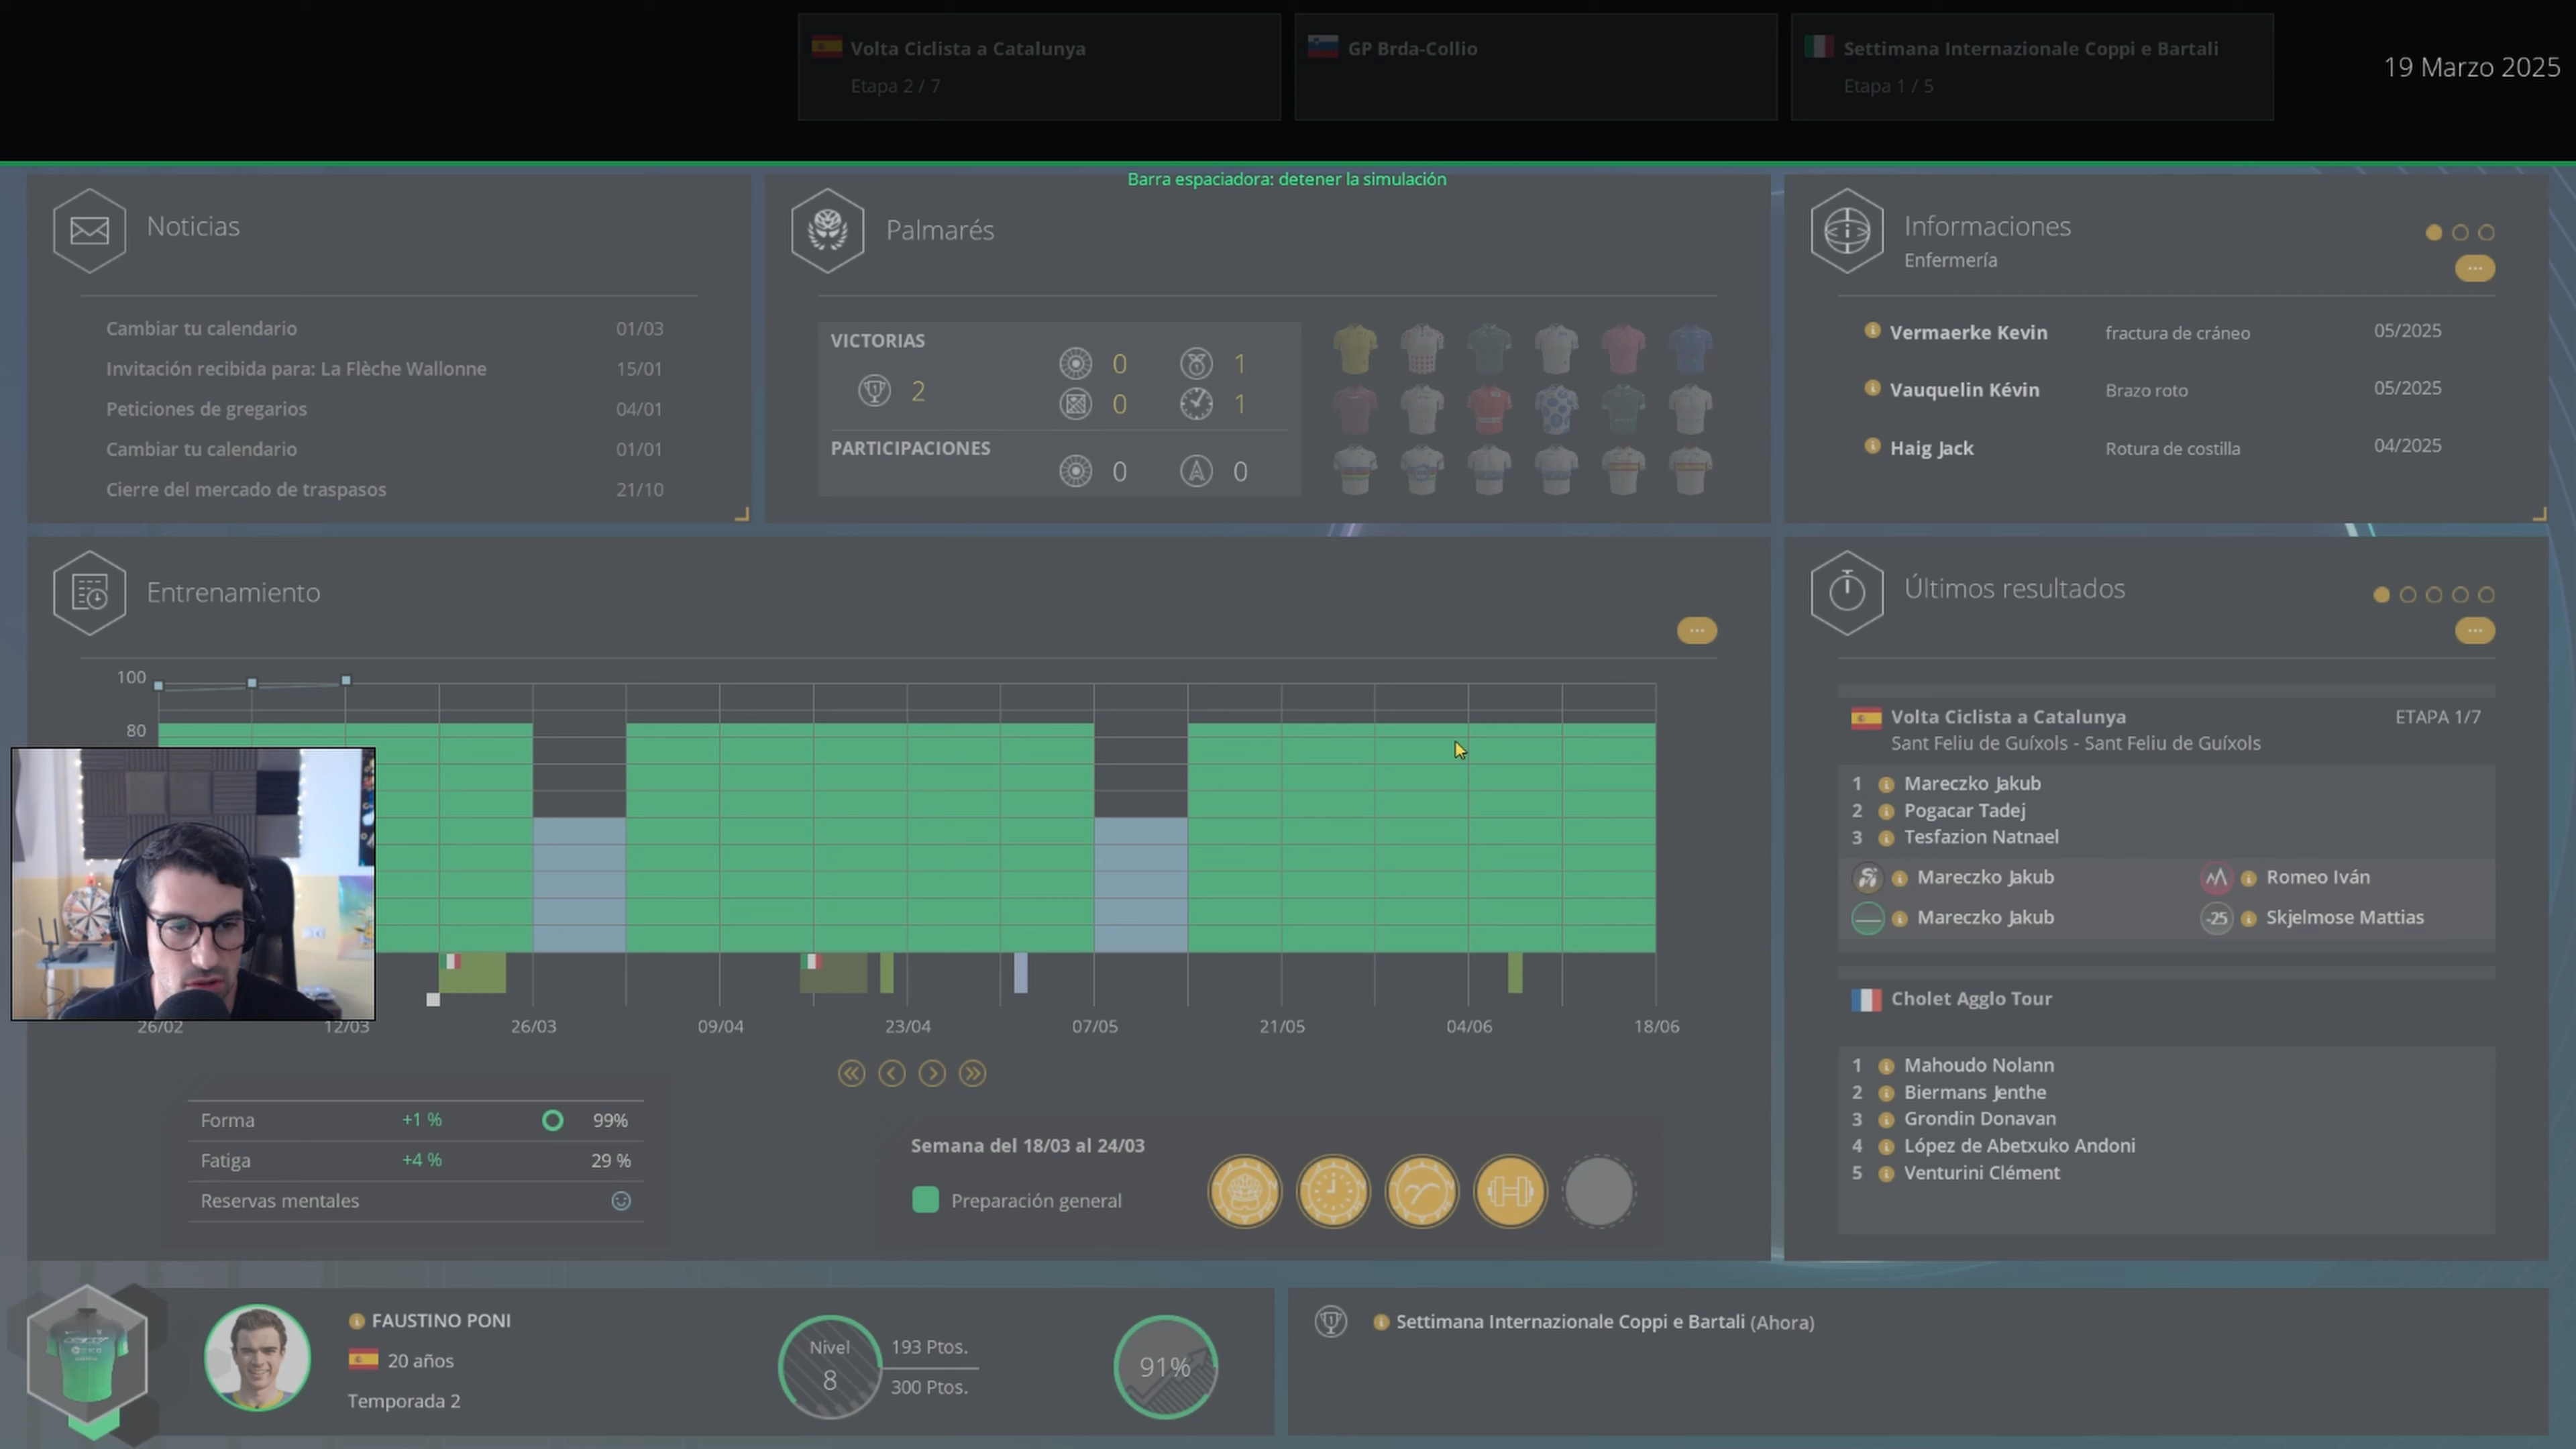 Volta Ciclista a Catalunya
Etapa 2 / 7
GP Brda-Collio
Settimana Internazionale Coppi e Bartali
Etapa 1 / 5
19 Marzo 2025
Barra espaciadora: detener la simulación
Noticias
Cambiar tu calendario 01/03
Invitación recibida para: La Flèche Wallonne 15/01
Peticiones de gregarios 04/01
Cambiar tu calendario 01/01
Cierre del mercado de traspasos 21/10
Palmarés
VICTORIAS
2
0 1
0 1
PARTICIPACIONES
0 0
Informaciones
Enfermería
Vermaerke Kevin fractura de cráneo 05/2025
Vauquelin Kévin Brazo roto 05/2025
Haig Jack Rotura de costilla 04/2025
Entrenamiento
100
80
26/02 12/03 26/03 09/04 23/04 07/05 21/05 04/06 18/06
Forma +1 % 99%
Fatiga +4 % 29 %
Reservas mentales
Semana del 18/03 al 24/03
Preparación general
Últimos resultados
Volta Ciclista a Catalunya ETAPA 1/7
Sant Feliu de Guíxols - Sant Feliu de Guíxols
1 Mareczko Jakub
2 Pogacar Tadej
3 Tesfazion Natnael
Mareczko Jakub Romeo Iván
Mareczko Jakub -25 Skjelmose Mattias
Cholet Agglo Tour
1 Mahoudo Nolann
2 Biermans Jenthe
3 Grondin Donavan
4 López de Abetxuko Andoni
5 Venturini Clément
FAUSTINO PONI
20 años
Temporada 2
Nivel
8
193 Ptos.
300 Ptos.
91%
Settimana Internazionale Coppi e Bartali (Ahora)